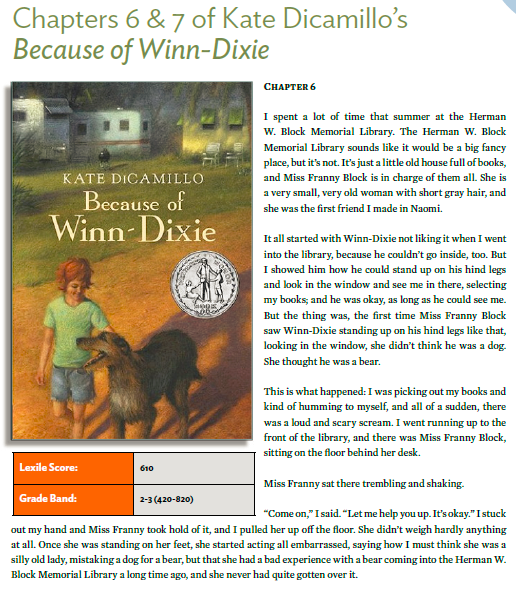 Chapters 6 & 7 of Kate Dicamillo's
Because of Winn-Dixie
KATE DICAMILLO
Because of
Winn-Dixie
Lexile Score: 610
Grade Band: 2-3 (420-820)
CHAPTER 6
I spent a lot of time that summer at the Herman
W. Block Memorial Library. The Herman W. Block
Memorial Library sounds like it would be a big fancy
place, but it's not. It's just a little old house full of books,
and Miss Franny Block is in charge of them all. She is
a very small, very old woman with short gray hair, and
she was the first friend I made in Naomi.
It all started with Winn-Dixie not liking it when I went
into the library, because he couldn't go inside, too. But
I showed him how he could stand up on his hind legs
and look in the window and see me in there, selecting
my books; and he was okay, as long as he could see me.
But the thing was, the first time Miss Franny Block
saw Winn-Dixie standing up on his hind legs like that,
looking in the window, she didn't think he was a dog.
She thought he was a bear.
This is what happened: I was picking out my books and
kind of humming to myself, and all of a sudden, there
was a loud and scary scream. I went running up to the
front of the library, and there was Miss Franny Block,
sitting on the floor behind her desk.
Miss Franny sat there trembling and shaking.
"Come on," I said. "Let me help you up. It's okay." I stuck
out my hand and Miss Franny took hold of it, and I pulled her up off the floor. She didn't weigh hardly anything
at all. Once she was standing on her feet, she started acting all embarrassed, saying how I must think she was a
silly old lady, mistaking a dog for a bear, but that she had a bad experience with a bear coming into the Herman W.
Block Memorial Library a long time ago, and she never had quite gotten over it.